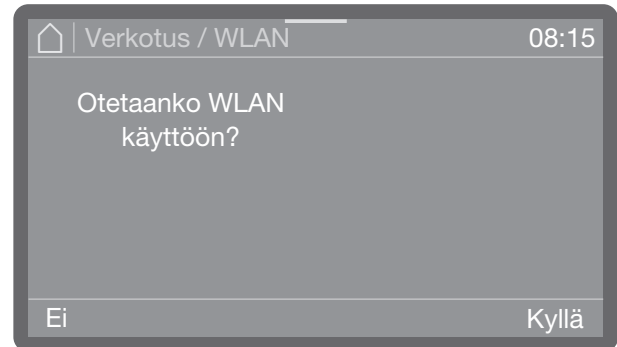 Verkotus / WLAN 08:15
Otetaanko WLAN
käyttöön?
Ei Kyllä